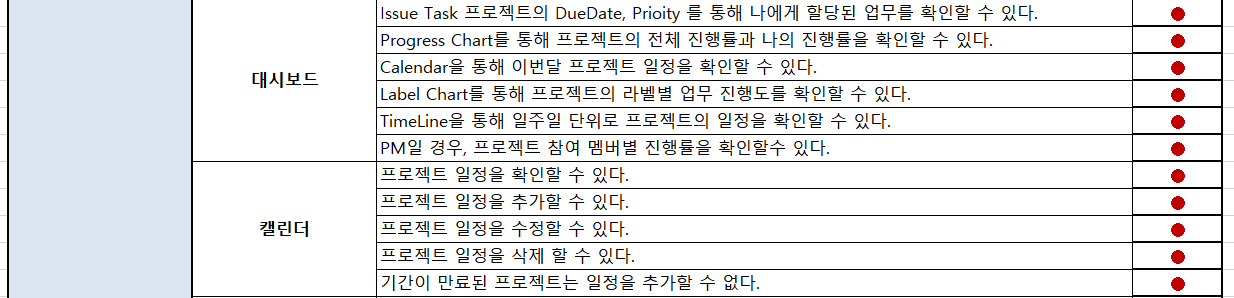 Issue Task 프로젝트의 DueDate, Prioity 를 통해 나에게 할당된 업무를 확인할 수 있다.
Progress Chart를 통해 프로젝트의 전체 진행률과 나의 진행률을 확인할 수 있다.
대시보드
Calendar을 통해 이번달 프로젝트 일정을 확인할 수 있다.
Label Chart를 통해 프로젝트의 라벨별 업무 진행도를 확인할 수 있다.
TimeLine을 통해 일주일 단위로 프로젝트의 일정을 확인할 수 있다.
PM일 경우, 프로젝트 참여 멤버별 진행률을 확인할수 있다.
프로젝트 일정을 확인할 수 있다.
프로젝트 일정을 추가할 수 있다.
캘린더
프로젝트 일정을 수정할 수 있다.
프로젝트 일정을 삭제 할 수 있다.
기간이 만료된 프로젝트는 일정을 추가할 수 없다.